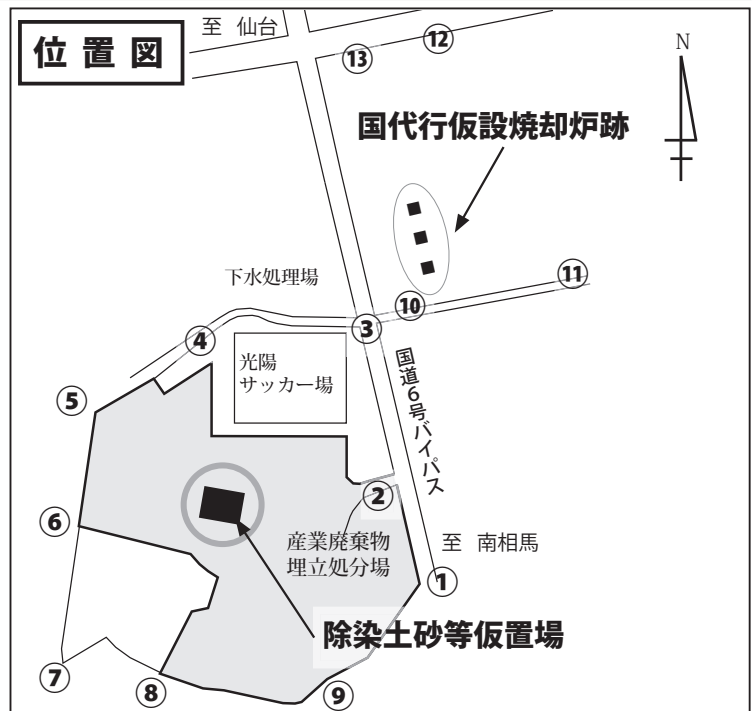 位置図
至 仙台
⑬
⑫
N
国代行仮設焼却炉跡
下水処理場
⑪
⑩
③
④
光陽
サッカー場
国道6号バイパス
⑤
②
⑥
産業廃棄物
埋立処分場
至 南相馬
①
除染土砂等仮置場
⑦
⑧
⑨